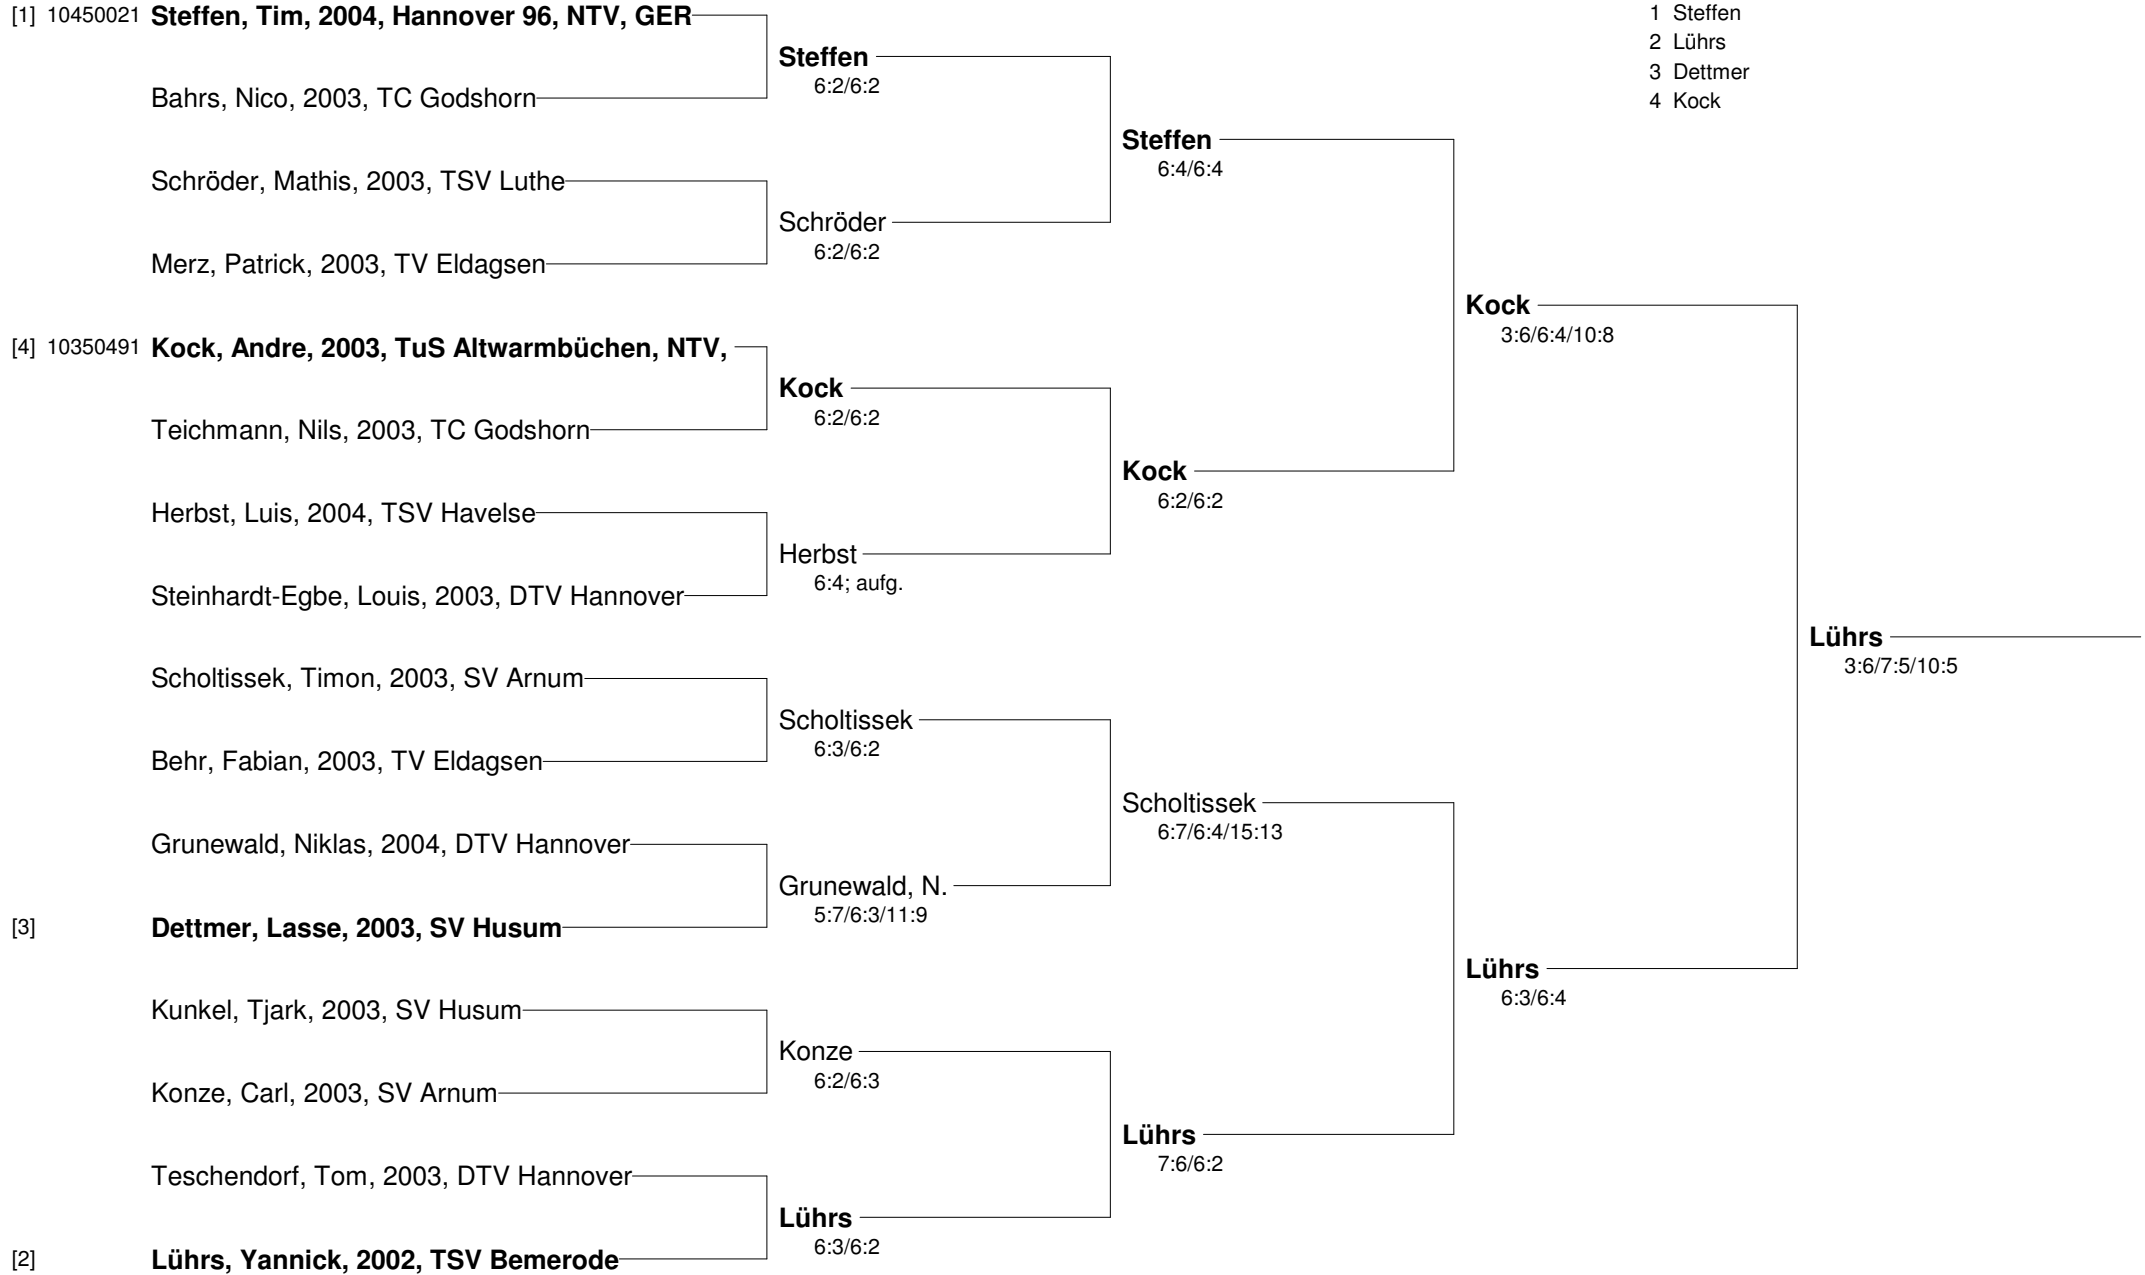 [1] 10450021 Steffen, Tim, 2004, Hannover 96, NTV, GER
1 Steffen
2 Lührs
3 Dettmer
4 Kock
Steffen
6:2/6:2
Bahrs, Nico, 2003, TC Godshorn
Steffen
6:4/6:4
Schröder, Mathis, 2003, TSV Luthe
Schröder
6:2/6:2
Merz, Patrick, 2003, TV Eldagsen
Kock
3:6/6:4/10:8
[4] 10350491 Kock, Andre, 2003, TuS Altwarmbüchen, NTV,
Kock
6:2/6:2
Teichmann, Nils, 2003, TC Godshorn
Kock
6:2/6:2
Herbst, Luis, 2004, TSV Havelse
Herbst
6:4; aufg.
Steinhardt-Egbe, Louis, 2003, DTV Hannover
Lührs
3:6/7:5/10:5
Scholtissek, Timon, 2003, SV Arnum
Scholtissek
6:3/6:2
Behr, Fabian, 2003, TV Eldagsen
Scholtissek
6:7/6:4/15:13
Grunewald, Niklas, 2004, DTV Hannover
Grunewald, N.
5:7/6:3/11:9
[3] Dettmer, Lasse, 2003, SV Husum
Lührs
6:3/6:4
Kunkel, Tjark, 2003, SV Husum
Konze
6:2/6:3
Konze, Carl, 2003, SV Arnum
Lührs
7:6/6:2
Teschendorf, Tom, 2003, DTV Hannover
Lührs
6:3/6:2
[2] Lührs, Yannick, 2002, TSV Bemerode